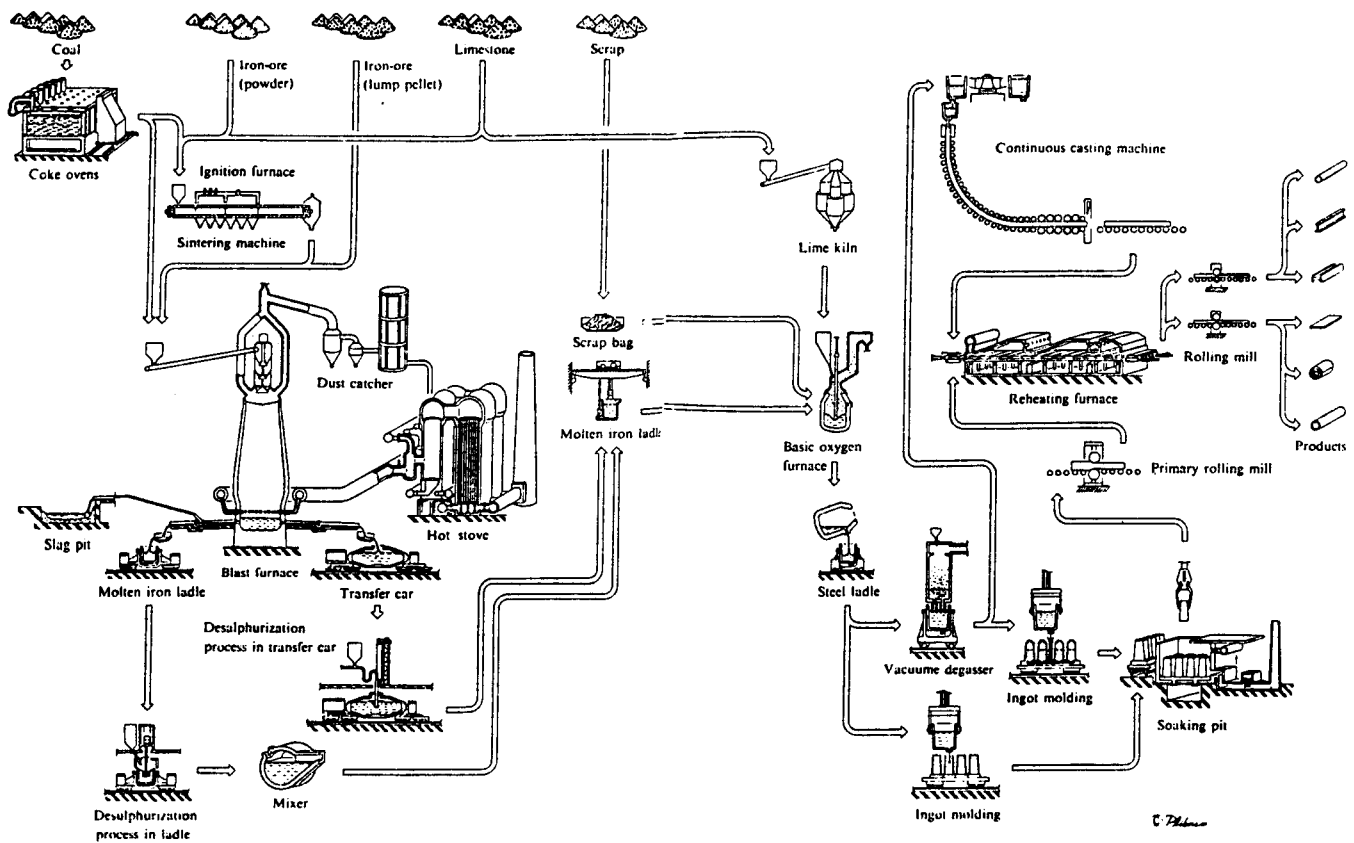 Coal
Iron-ore
(powder)
Iron-ore
(lump pellet)
Limestone
Scrap
Coke ovens
Ignition furnace
Sintering machine
Continuous casting machine
Lime kiln
Dust catcher
Scrap bag
Rolling mill
Reheating furnace
Molten iron ladle
Basic oxygen
furnace
Products
Primary rolling mill
Slag pit
Hot stove
Blast furnace
Molten iron ladle
Transfer car
Steel ladle
Desulphurization
process in transfer car
Vacuume degasser
Ingot molding
Soaking pit
Mixer
Desulphurization
process in ladle
Ingot molding